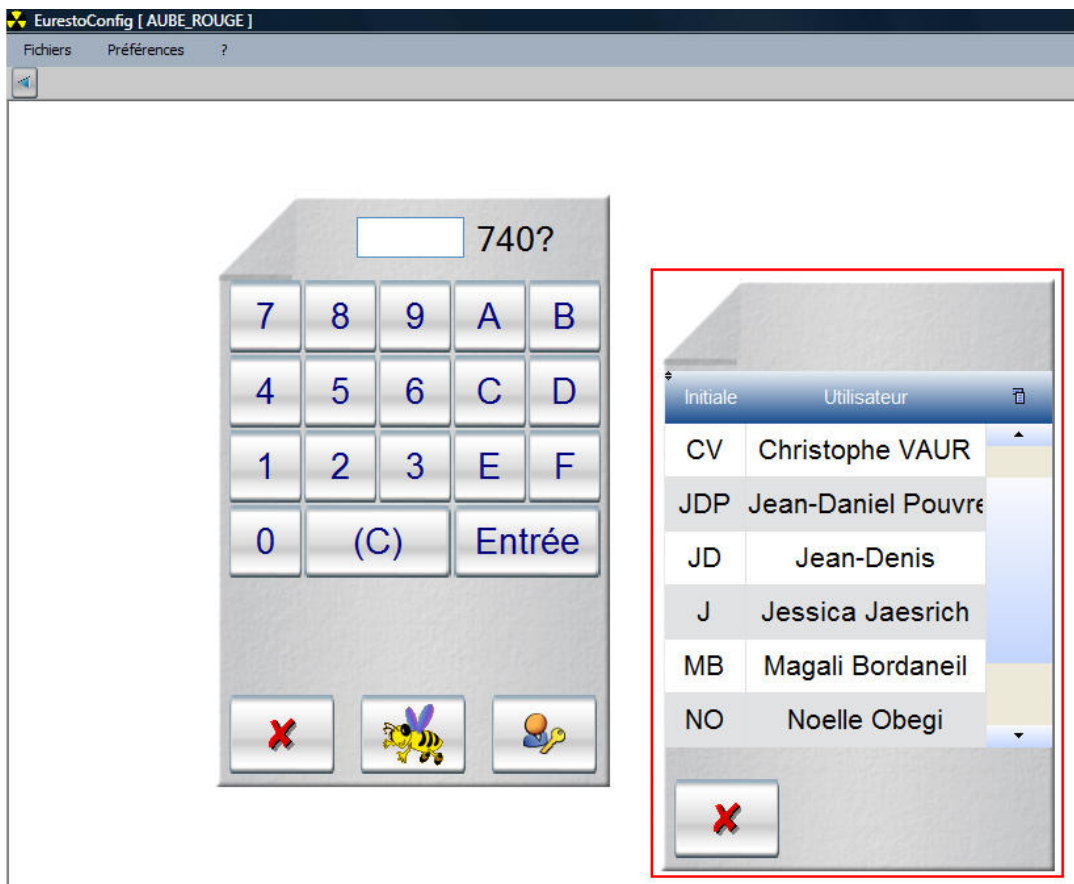 EurestoConfig [ AUBE_ROUGE ]
Fichiers Préférences ?
740?
7 8 9 A B
4 5 6 C D
1 2 3 E F
0 (C) Entrée
Initiale Utilisateur
CV Christophe VAUR
JDP Jean-Daniel Pouvre
JD Jean-Denis
J Jessica Jaesrich
MB Magali Bordaneil
NO Noelle Obegi